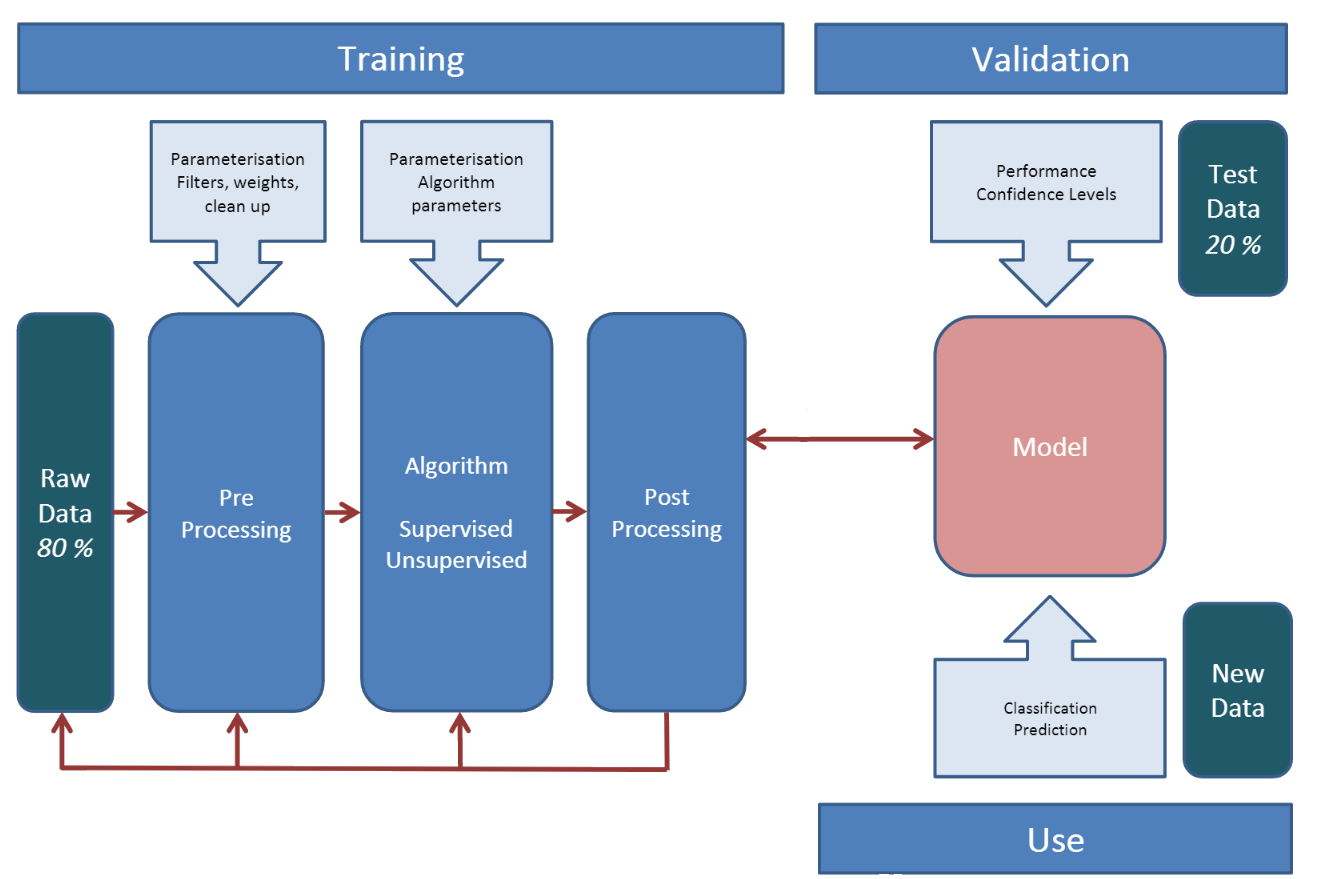 Training
Validation
Parameterisation
Filters, weights,
clean up
Parameterisation
Algorithm
parameters
Performance
Confidence Levels
Test
Data
20 %
Raw
Data
80 %
Pre
Processing
Algorithm
Supervised
Unsupervised
Post
Processing
Model
Classification
Prediction
New
Data
Use